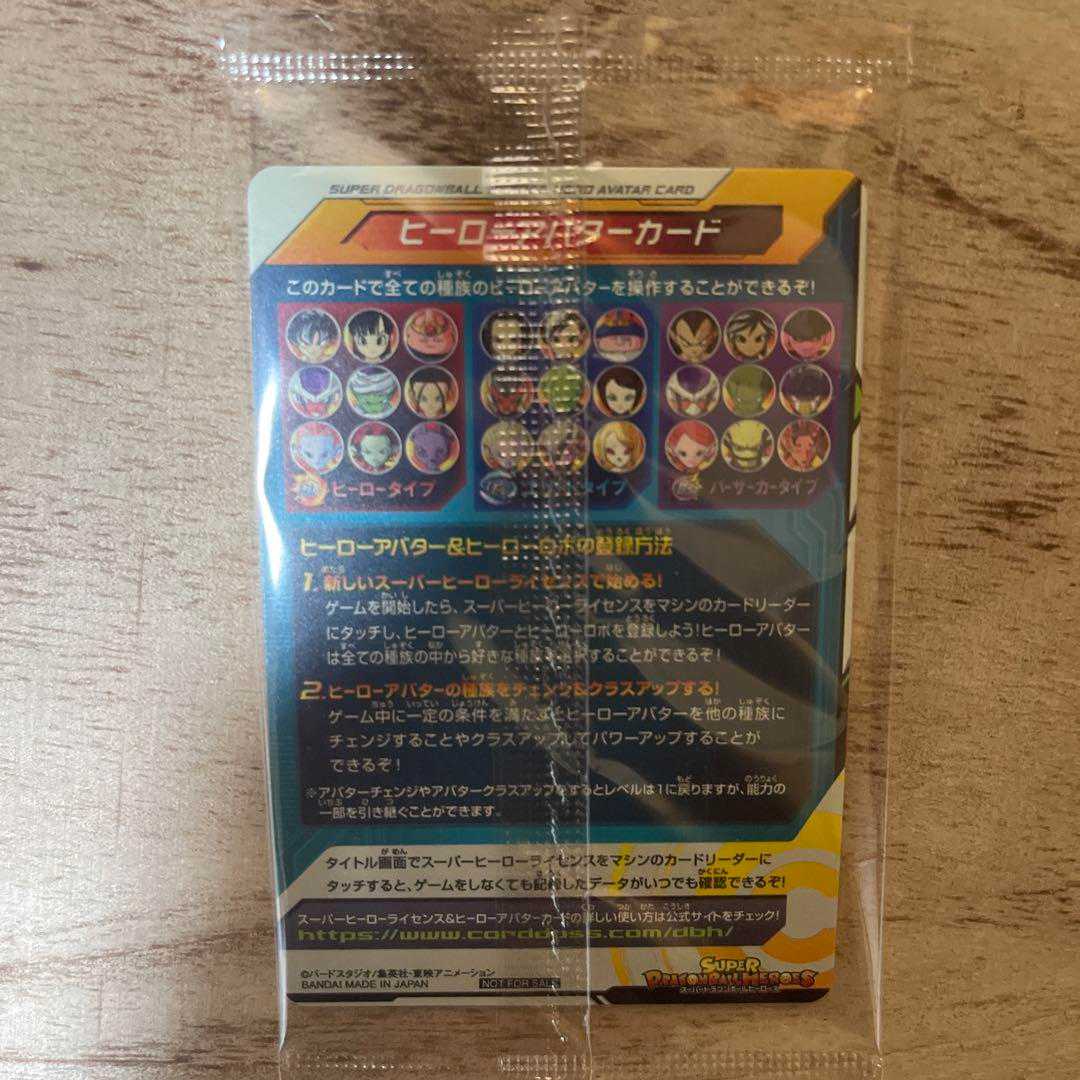 SUPER DRAGONBALL HERO AVATAR CARD
ヒーローアバターカード
このカードで全ての種族のヒーローアバターを操作することができるぞ!
ヒーロータイプ
タイプ
バーサーカータイプ
ヒーローアバター&ヒーローロボの登録方法
1. 新しいスーパーヒーローライセンスで始める!
ゲームを開始したら、スーパーヒーローライセンスをマシンのカードリーダー
にタッチし、ヒーローアバターとヒーローロボを登録しよう!ヒーローアバター
は全ての種族の中から好きな種族を選択することができるぞ!
2. ヒーローアバターの種族をチェンジ&クラスアップする!
ゲーム中に一定の条件を満たすとヒーローアバターを他の種族に
チェンジすることやクラスアップしてパワーアップすることが
できるぞ!
※アバターチェンジやアバタークラスアップをするとレベルは1に戻りますが、能力の
一部を引き継ぐことができます。
タイトル画面でスーパーヒーローライセンスをマシンのカードリーダーに
タッチすると、ゲームをしなくても記録したデータがいつでも確認できるぞ!
スーパーヒーローライセンス&ヒーローアバターカードの詳しい使い方は公式サイトをチェック!
https://www.carddass.com/dbh/
©バードスタジオ/集英社・東映アニメーション
BANDAI MADE IN JAPAN
NOT FOR SALE
SUPER
DRAGONBALL HEROES
スーパードラゴンボールヒーローズ